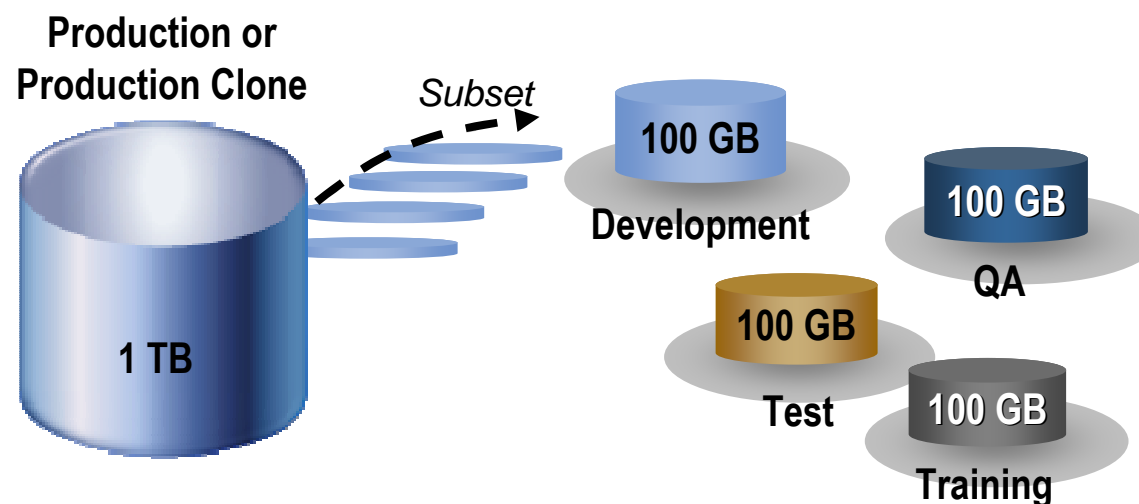 Production or
Production Clone
Subset
1 TB
100 GB
Development
100 GB
QA
100 GB
Test
100 GB
Training